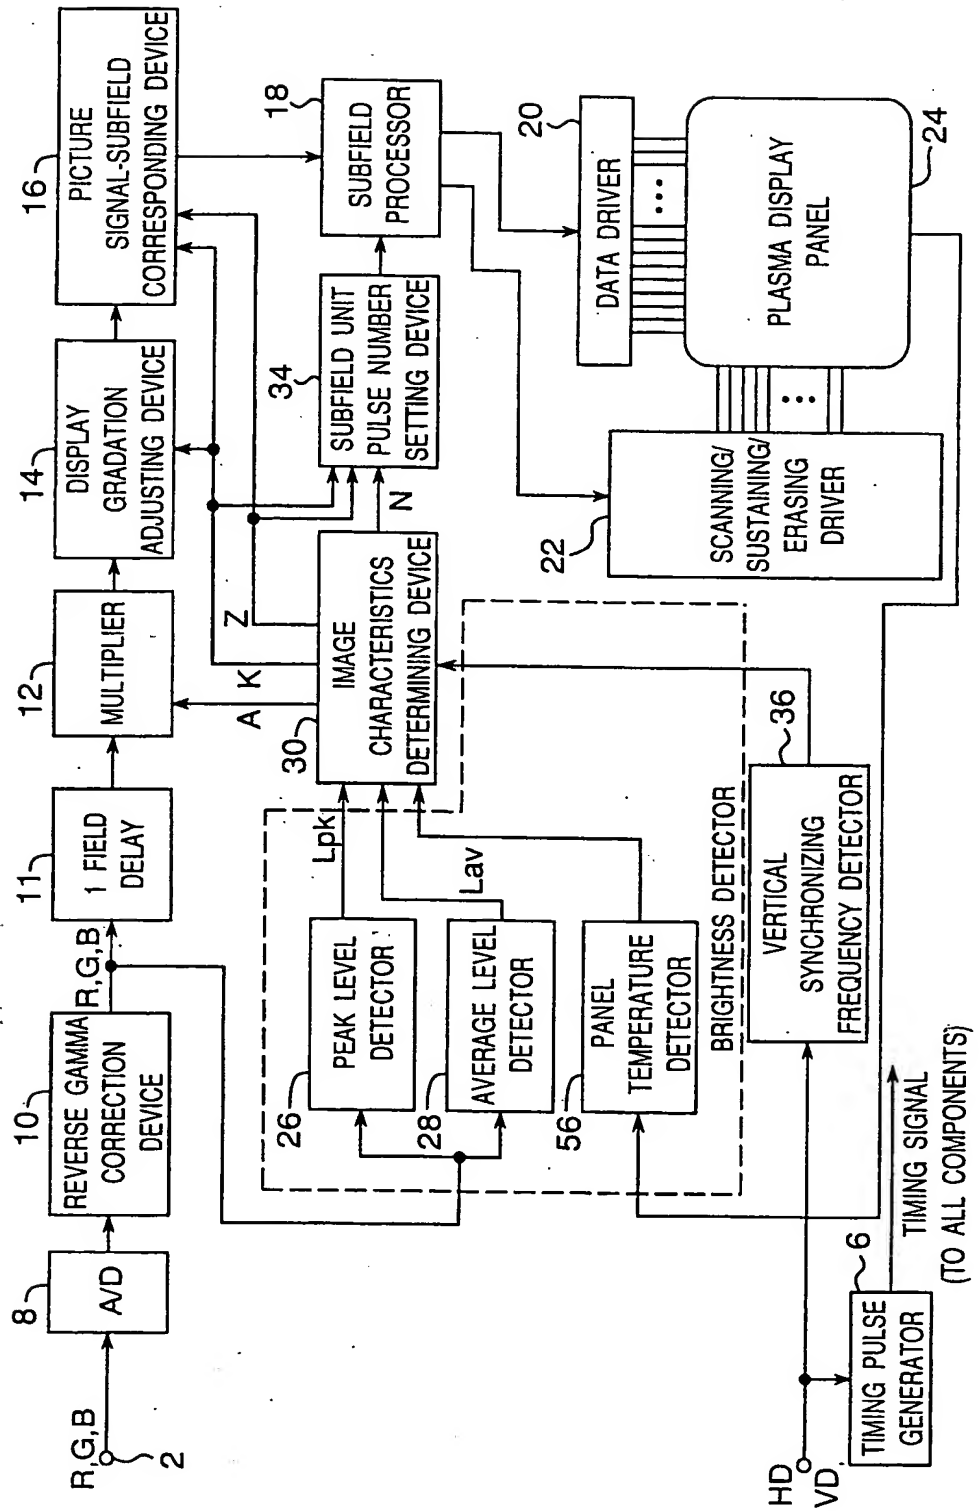 R,G,B
2
8
A/D
10
REVERSE GAMMA
CORRECTION
DEVICE
R,G,B
11
1 FIELD
DELAY
12
MULTIPLIER
14
DISPLAY
GRADATION
ADJUSTING DEVICE
16
PICTURE
SIGNAL-SUBFIELD
CORRESPONDING DEVICE
26
PEAK LEVEL
DETECTOR
Lpk
28
AVERAGE LEVEL
DETECTOR
Lav
56
PANEL
TEMPERATURE
DETECTOR
BRIGHTNESS DETECTOR
30
IMAGE
CHARACTERISTICS
DETERMINING DEVICE
A
K
Z
N
34
SUBFIELD UNIT
PULSE NUMBER
SETTING DEVICE
18
SUBFIELD
PROCESSOR
20
DATA DRIVER
22
SCANNING/
SUSTAINING/
ERASING
DRIVER
PLASMA DISPLAY
PANEL
24
36
VERTICAL
SYNCHRONIZING
FREQUENCY DETECTOR
HD
VD
6
TIMING PULSE
GENERATOR
TIMING SIGNAL
(TO ALL COMPONENTS)